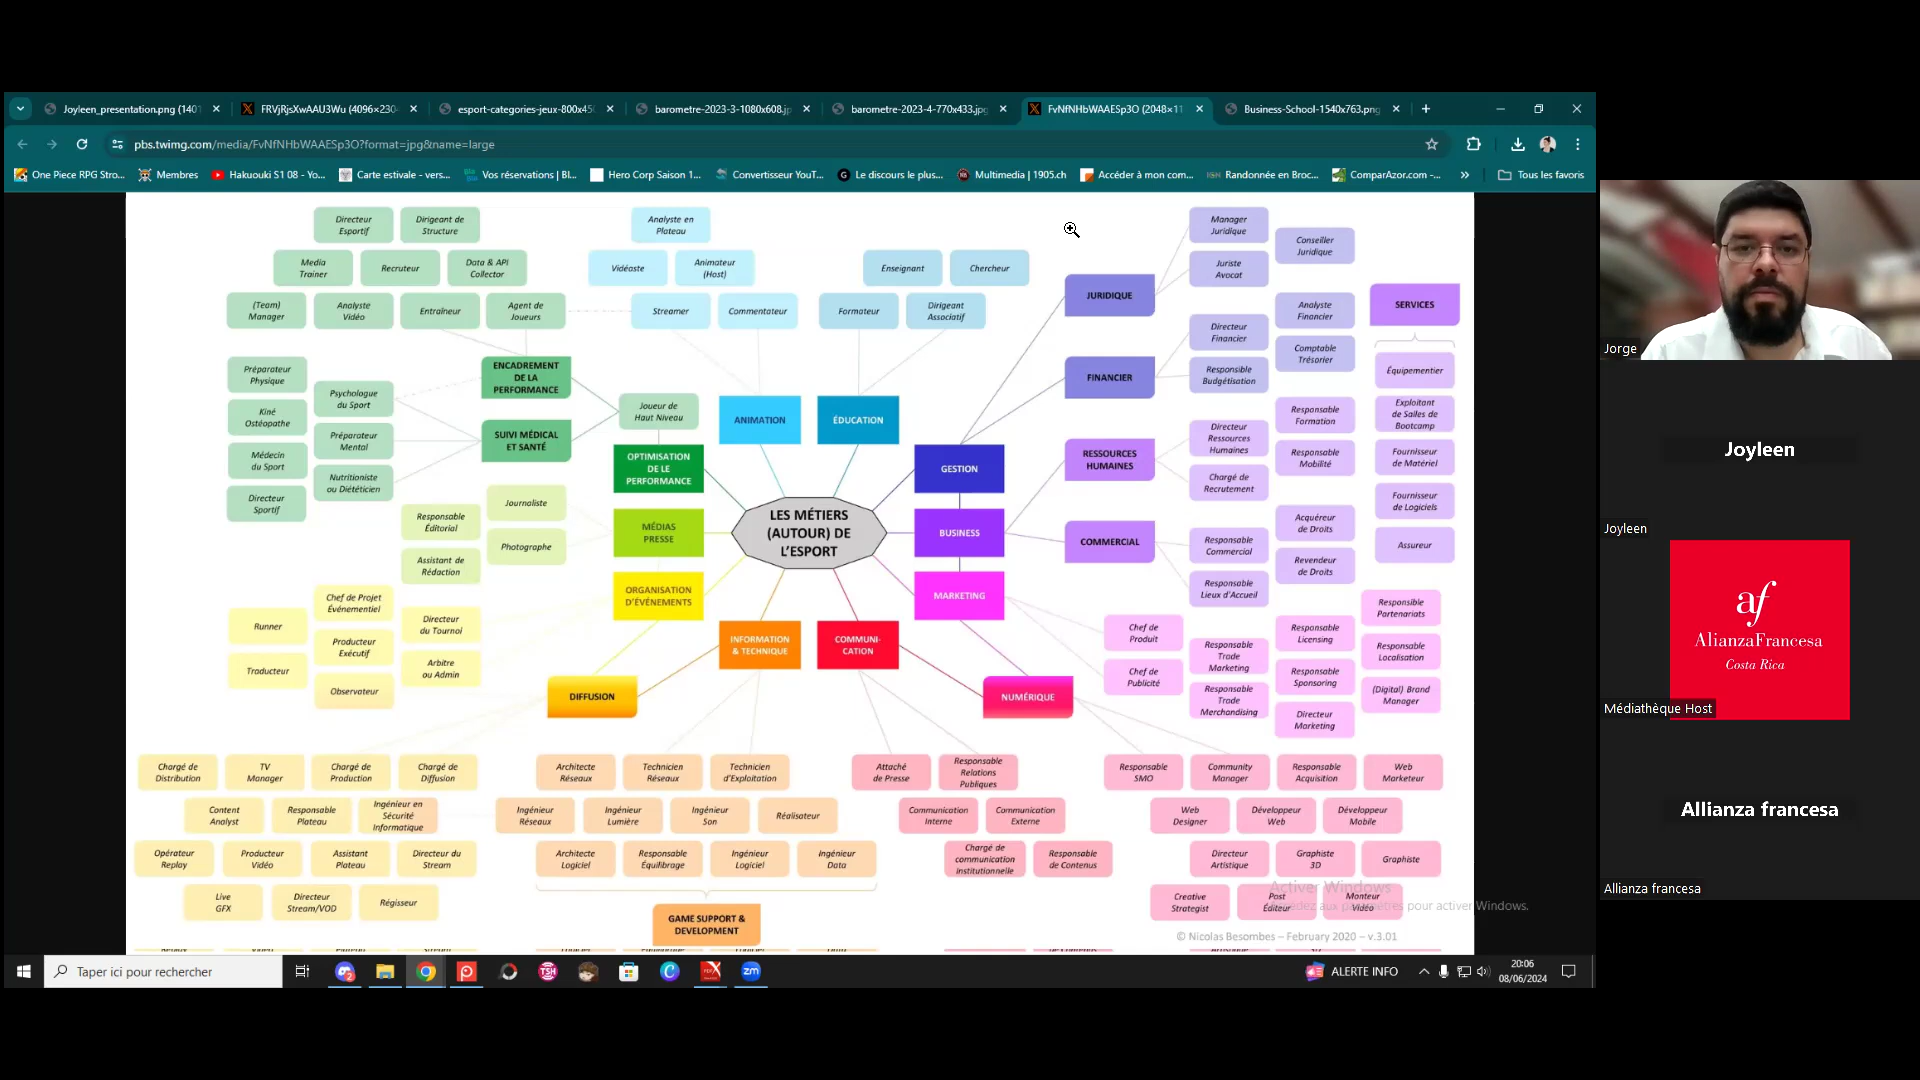 Joyleen_presentation.png (1401
FRVjRjsXwAAU3Wu (4096×230
esport-categories-jeux-800x45
barometre-2023-3-1080x608.jp
barometre-2023-4-770x433.jpg
FvNfNHbWAAESp3O (2048×11
Business-School-1540x763.png
pbs.twimg.com/media/FvNfNHbWAAESp3O?format=jpg&name=large
One Piece RPG Stro...
Membres
Hakuouki S1 08 - Yo...
Carte estivale - vers...
Vos réservations | Bl...
Hero Corp Saison 1...
Convertisseur YouT...
Le discours le plus...
Multimedia | 1905.ch
Accéder à mon com...
Randonnée en Broc...
ComparAzor.com -...
Tous les favoris
Directeur
Esportif
Dirigeant de
Structure
Media
Trainer
Recruteur
Data & API
Collector
(Team)
Manager
Analyste
Vidéo
Entraîneur
Agent de
Joueurs
Analyste en
Plateau
Vidéaste
Animateur
(Host)
Streamer
Commentateur
Enseignant
Chercheur
Formateur
Dirigeant
Associatif
Manager
Juridique
Conseiller
Juridique
Juriste
Avocat
JURIDIQUE
SERVICES
Analyste
Financier
Directeur
Financier
Comptable
Trésorier
FINANCIER
Responsable
Budgétisation
Équipementier
Préparateur
Physique
Psychologue
du Sport
Kiné
Ostéopathe
Préparateur
Mental
Médecin
du Sport
Nutritioniste
ou Diététicien
Directeur
Sportif
ENCADREMENT
DE LA
PERFORMANCE
SUIVI MÉDICAL
ET SANTÉ
Joueur de
Haut Niveau
ANIMATION
ÉDUCATION
OPTIMISATION
DE LE
PERFORMANCE
GESTION
RESSOURCES
HUMAINES
Directeur
Ressources
Humaines
Responsable
Formation
Exploitant
de Salles de
Bootcamp
Responsable
Mobilité
Fournisseur
de Matériel
Chargé de
Recrutement
Fournisseur
de Logiciels
Journaliste
Responsable
Éditorial
Photographe
Assistant de
Rédaction
MÉDIAS
PRESSE
LES MÉTIERS
(AUTOUR) DE
L'ESPORT
BUSINESS
COMMERCIAL
Acquéreur
de Droits
Responsable
Commercial
Assureur
Revendeur
de Droits
Responsable
Lieux d'Accueil
Chef de Projet
Événementiel
Runner
Directeur
du Tournoi
Producteur
Exécutif
Traducteur
Arbitre
ou Admin
Observateur
ORGANISATION
D'ÉVÉNEMENTS
INFORMATION
& TECHNIQUE
COMMUNI-
CATION
MARKETING
DIFFUSION
NUMÉRIQUE
Chef de
Produit
Chef de
Publicité
Responsable
Trade
Marketing
Responsable
Trade
Merchandising
Responsable
Licensing
Responsable
Sponsoring
Directeur
Marketing
Responsible
Partenariats
Responsable
Localisation
(Digital) Brand
Manager
Chargé de
Distribution
TV
Manager
Chargé de
Production
Chargé de
Diffusion
Content
Analyst
Responsable
Plateau
Ingénieur en
Sécurité
Informatique
Opérateur
Replay
Producteur
Vidéo
Assistant
Plateau
Directeur du
Stream
Live
GFX
Directeur
Stream/VOD
Régisseur
Architecte
Réseaux
Technicien
Réseaux
Technicien
d'Exploitation
Ingénieur
Réseaux
Ingénieur
Lumière
Ingénieur
Son
Réalisateur
Architecte
Logiciel
Responsable
Équilibrage
Ingénieur
Logiciel
Ingénieur
Data
GAME SUPPORT &
DEVELOPMENT
Attaché
de Presse
Responsable
Relations
Publiques
Communication
Interne
Communication
Externe
Chargé de
communication
Institutionnelle
Responsable
de Contenus
Responsable
SMO
Community
Manager
Responsable
Acquisition
Web
Marketeur
Web
Designer
Développeur
Web
Développeur
Mobile
Directeur
Artistique
Graphiste
3D
Graphiste
Creative
Strategist
Post
Éditeur
Monteur
Vidéo
Activer Windows
pour activer Windows.
© Nicolas Besombes – February 2020 – v.3.01
Taper ici pour rechercher
TSH
zm
ALERTE INFO
20:06
08/06/2024
Jorge
Joyleen
Joyleen
af
AlianzaFrancesa
Costa Rica
Médiathèque Host
Allianza francesa
Allianza francesa